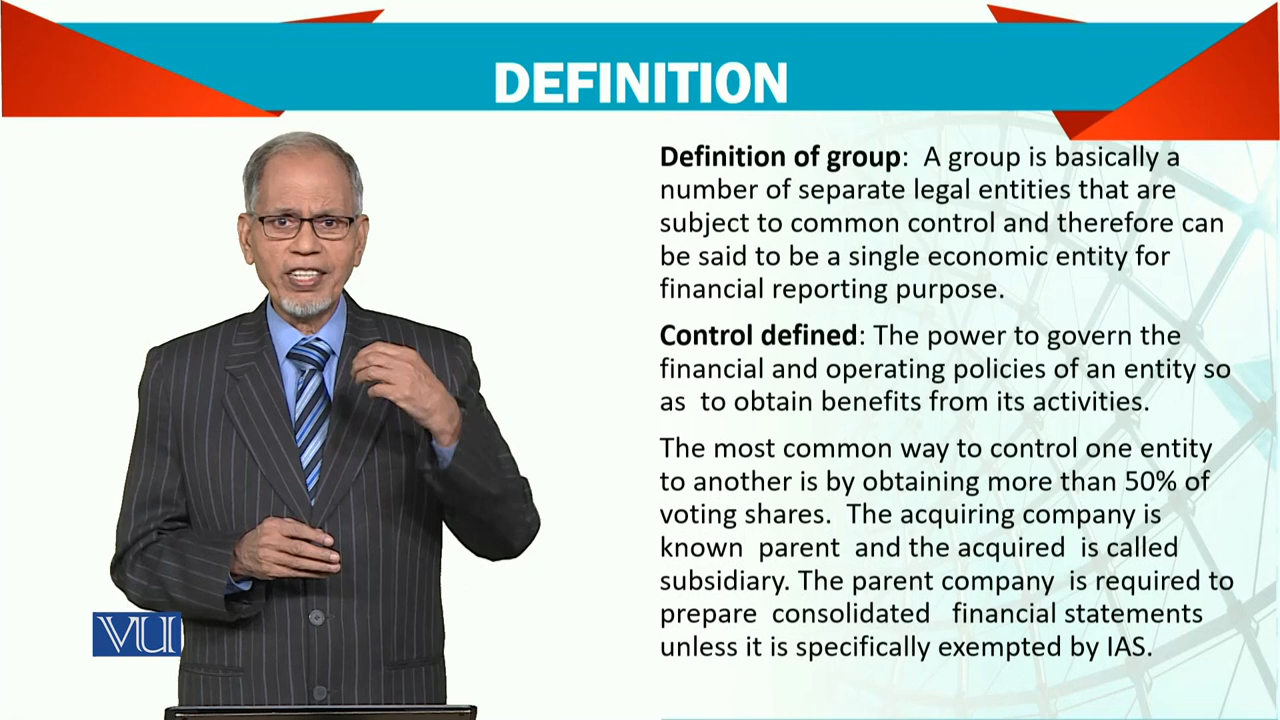 DEFINITION
Definition of group: A group is basically a
number of separate legal entities that are
subject to common control and therefore can
be said to be a single economic entity for
financial reporting purpose.
Control defined: The power to govern the
financial and operating policies of an entity so
as to obtain benefits from its activities.
The most common way to control one entity
to another is by obtaining more than 50% of
voting shares. The acquiring company is
known parent and the acquired is called
subsidiary. The parent company is required to
prepare consolidated financial statements
unless it is specifically exempted by IAS.
VU